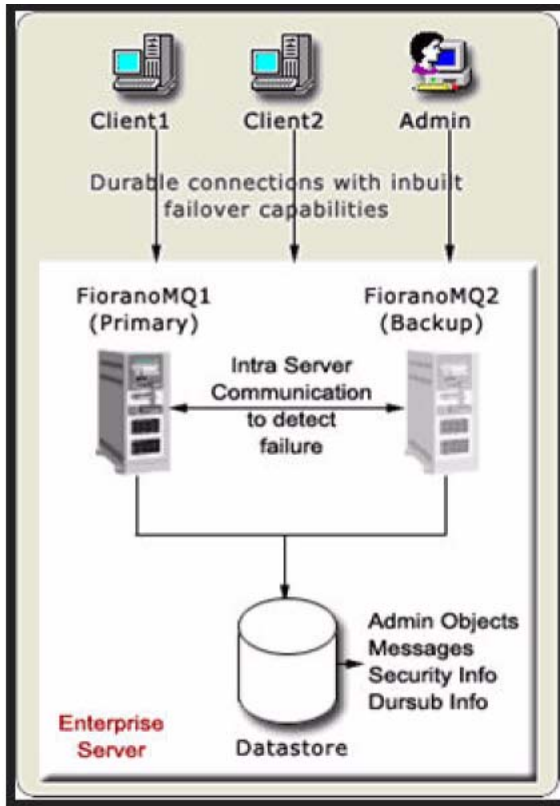 Client1
Client2
Admin
Durable connections with inbuilt
failover capabilities
FioranoMQ1
(Primary)
FioranoMQ2
(Backup)
Intra Server
Communication
to detect
failure
Admin Objects
Messages
Security Info
Dursub Info
Enterprise
Server
Datastore